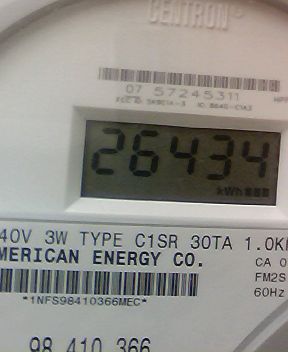 CENTRON
07 57245311
26434
kWh
40V 3W TYPE C1SR 30TA 1.0K
MERICAN ENERGY CO.
CA 0
FM2S
60Hz
*1NFS98410366MEC*
98 410 366